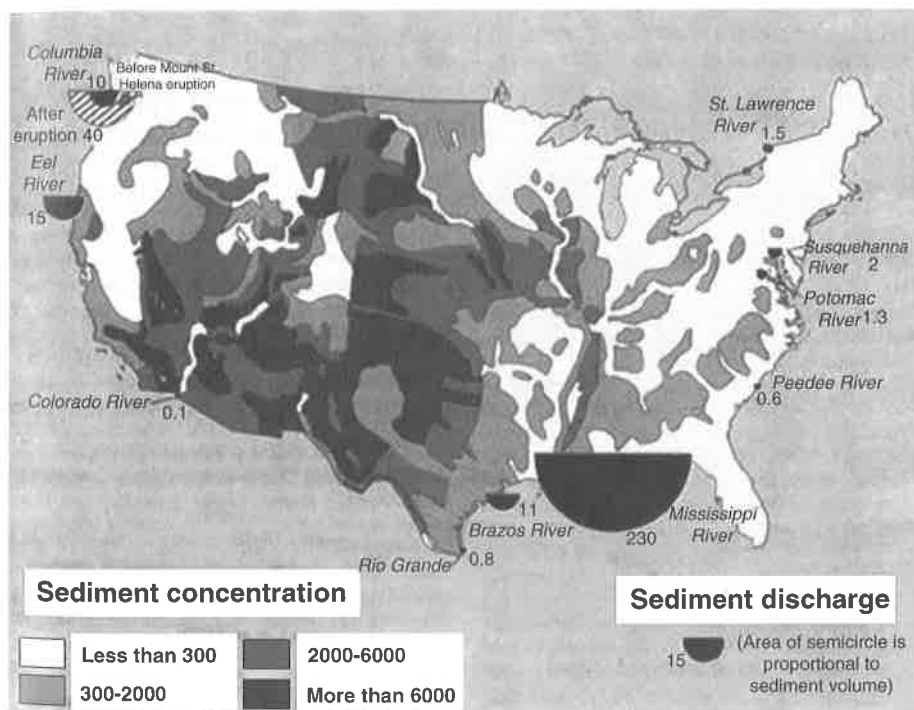 Columbia
River
10
Before Mount St.
Helena eruption
After
eruption 40
Eel
River
15
St. Lawrence
River
1.5
Susquehanna
River 2
Potomac
River 1.3
Peedee River
0.6
Colorado River
0.1
Mississippi
River
230
11
Brazos River
Rio Grande
0.8
Sediment concentration
Less than 300
300-2000
2000-6000
More than 6000
Sediment discharge
15
(Area of semicircle is
proportional to
sediment volume)